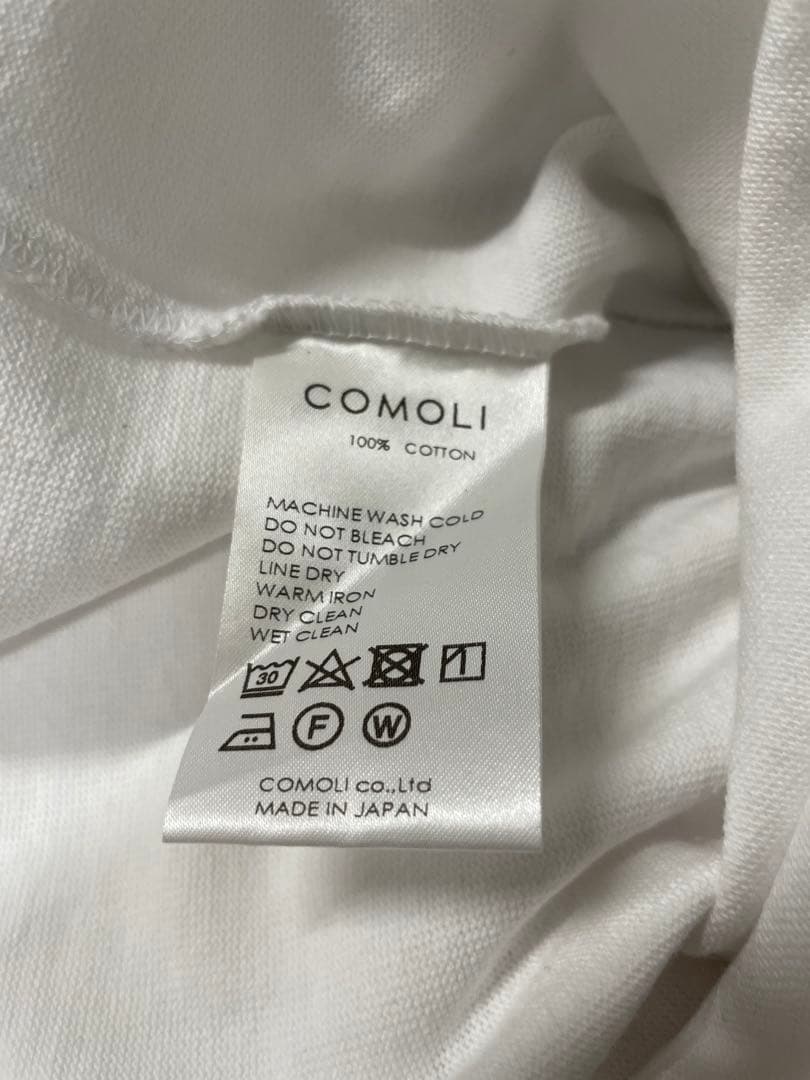 COMOLI
100% COTTON
MACHINE WASH COLD
DO NOT BLEACH
DO NOT TUMBLE DRY
LINE DRY
WARM IRON
DRY CLEAN
WET CLEAN
30
F W
COMOLI co.,Ltd
MADE IN JAPAN